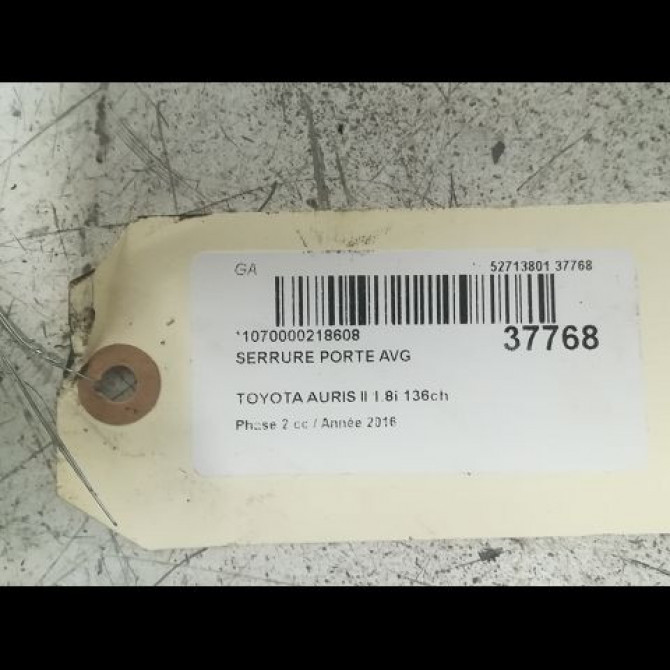 GA 52713801 37768
*1070000218608 37768
SERRURE PORTE AVG
TOYOTA AURIS II 1.8i 136ch
Phase 2 cc / Année 2016